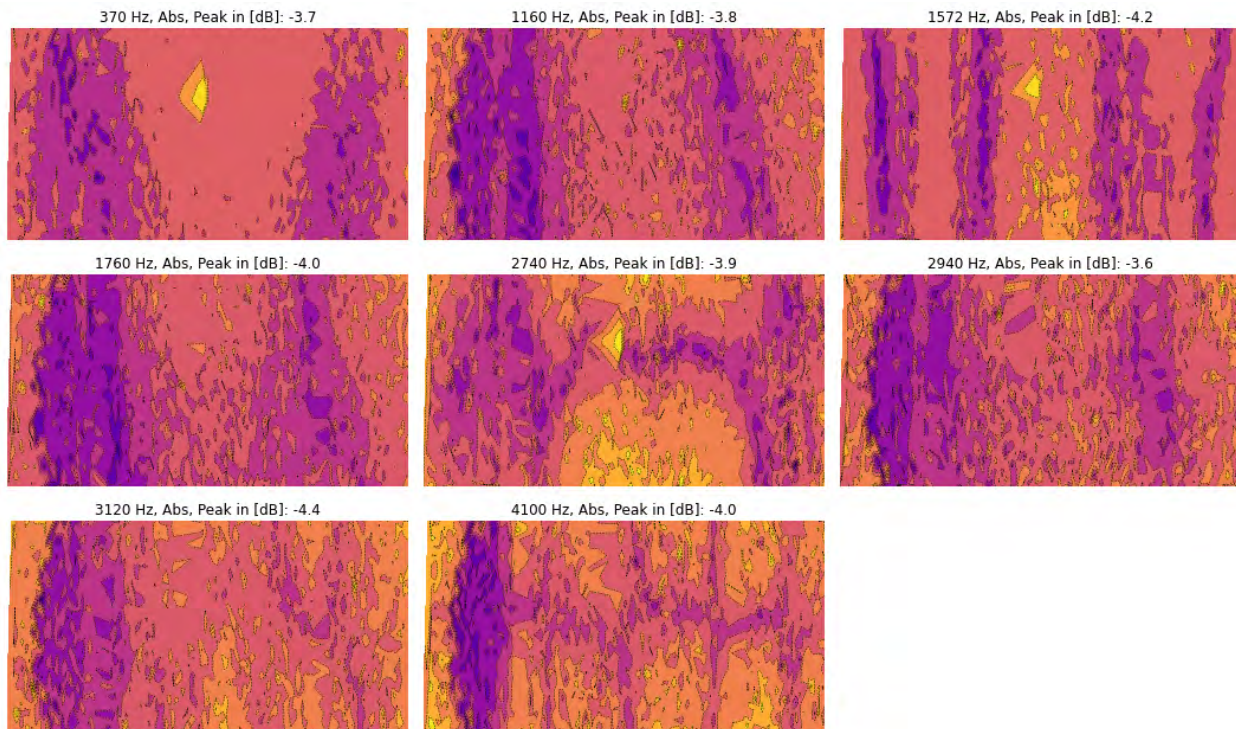 370 Hz, Abs, Peak in [dB]: -3.7
1160 Hz, Abs, Peak in [dB]: -3.8
1572 Hz, Abs, Peak in [dB]: -4.2
1760 Hz, Abs, Peak in [dB]: -4.0
2740 Hz, Abs, Peak in [dB]: -3.9
2940 Hz, Abs, Peak in [dB]: -3.6
3120 Hz, Abs, Peak in [dB]: -4.4
4100 Hz, Abs, Peak in [dB]: -4.0